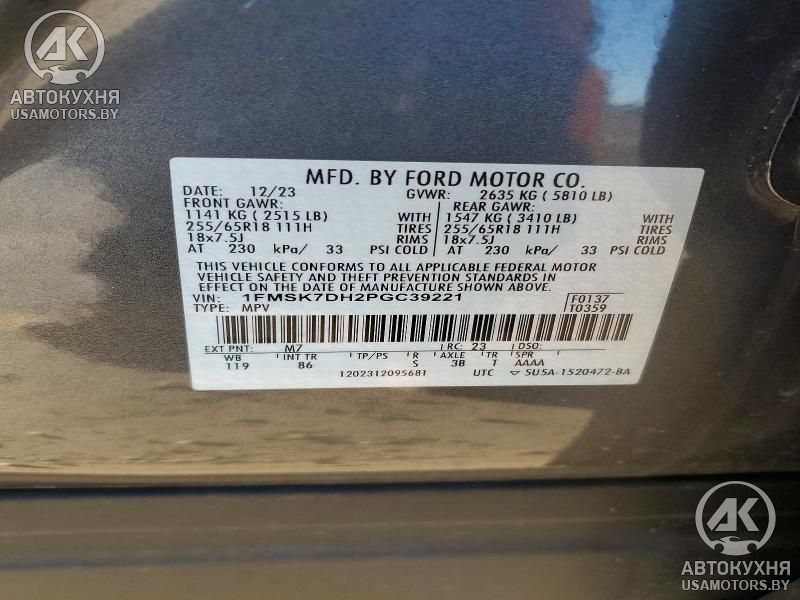 AK
АВТОКУХНЯ
USAMOTORS.BY
MFD. BY FORD MOTOR CO.
DATE: 12/23 GVWR: 2635 KG ( 5810 LB)
FRONT GAWR: REAR GAWR:
1141 KG ( 2515 LB) WITH 1547 KG ( 3410 LB) WITH
255/65R18 111H TIRES 255/65R18 111H TIRES
18x7.5J RIMS 18x7.5J RIMS
AT 230 kPa/ 33 PSI COLD AT 230 kPa/ 33 PSI COLD
THIS VEHICLE CONFORMS TO ALL APPLICABLE FEDERAL MOTOR
VEHICLE SAFETY AND THEFT PREVENTION STANDARDS IN
EFFECT ON THE DATE OF MANUFACTURE SHOWN ABOVE.
VIN: 1FMSK7DH2PGC39221 F0137
TYPE: MPV T0359
EXT PNT: M7 RC: 23 DSO:
WB INT TR TP/PS R AXLE TR SPR
119 86 S 3B T AAAA
1202312095681 UTC ▽ 5U5A-1520472-BA
AK
АВТОКУХНЯ
USAMOTORS.BY